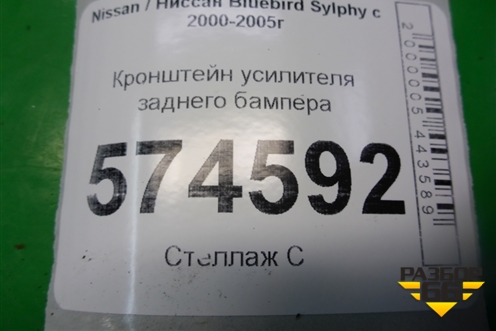 Nissan / Ниссан Bluebird Sylphy с
2000-2005г
Кронштейн усилителя
заднего бампера
574592
Стеллаж С
2000005443589
РАЗБОР